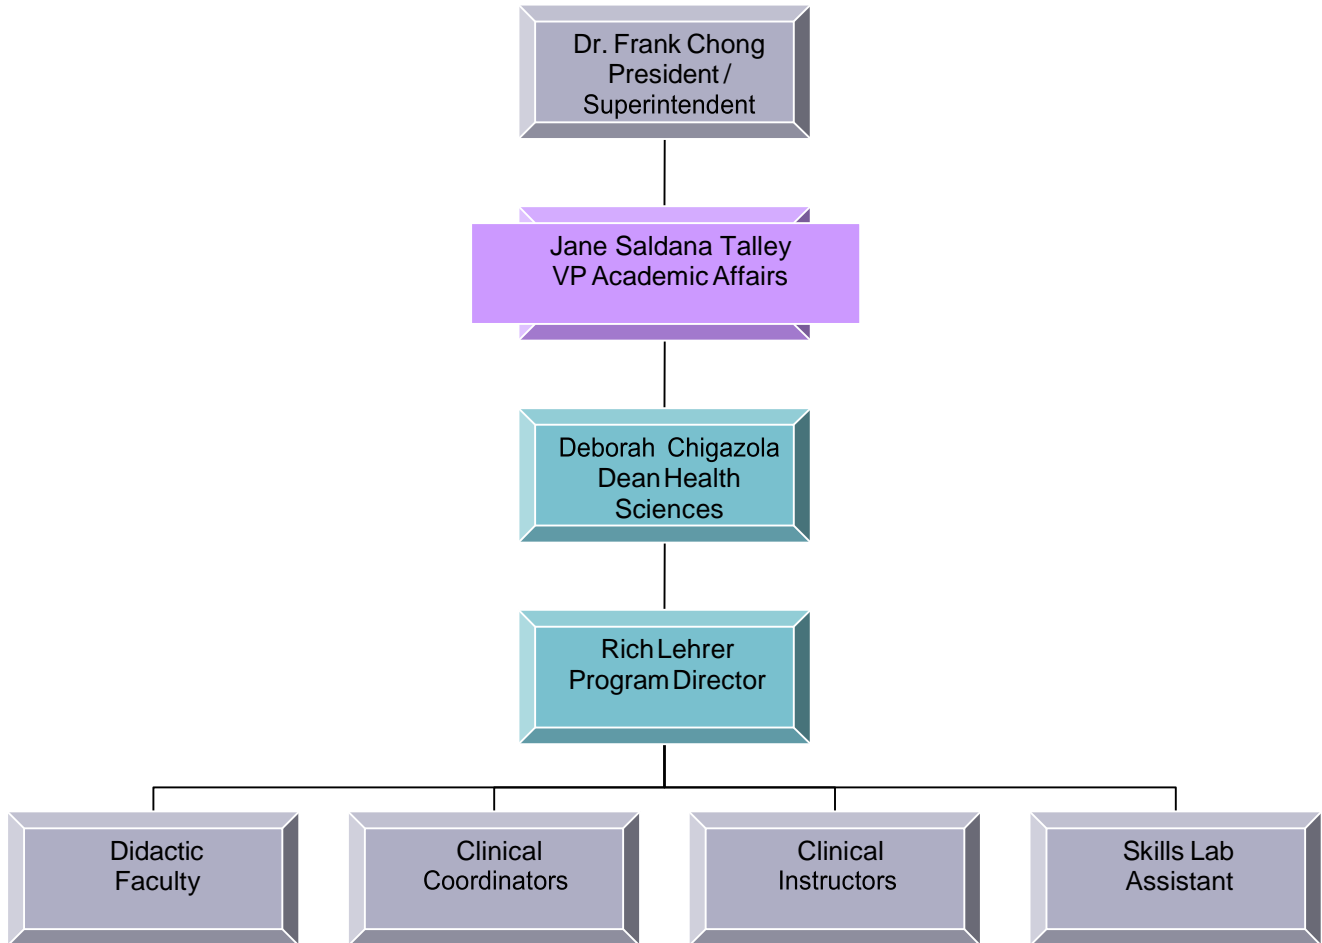 Dr. Frank Chong
President /
Superintendent
Jane Saldana Talley
VP Academic Affairs
Deborah Chigazola
Dean Health
Sciences
Rich Lehrer
Program Director
Didactic
Faculty
Clinical
Coordinators
Clinical
Instructors
Skills Lab
Assistant